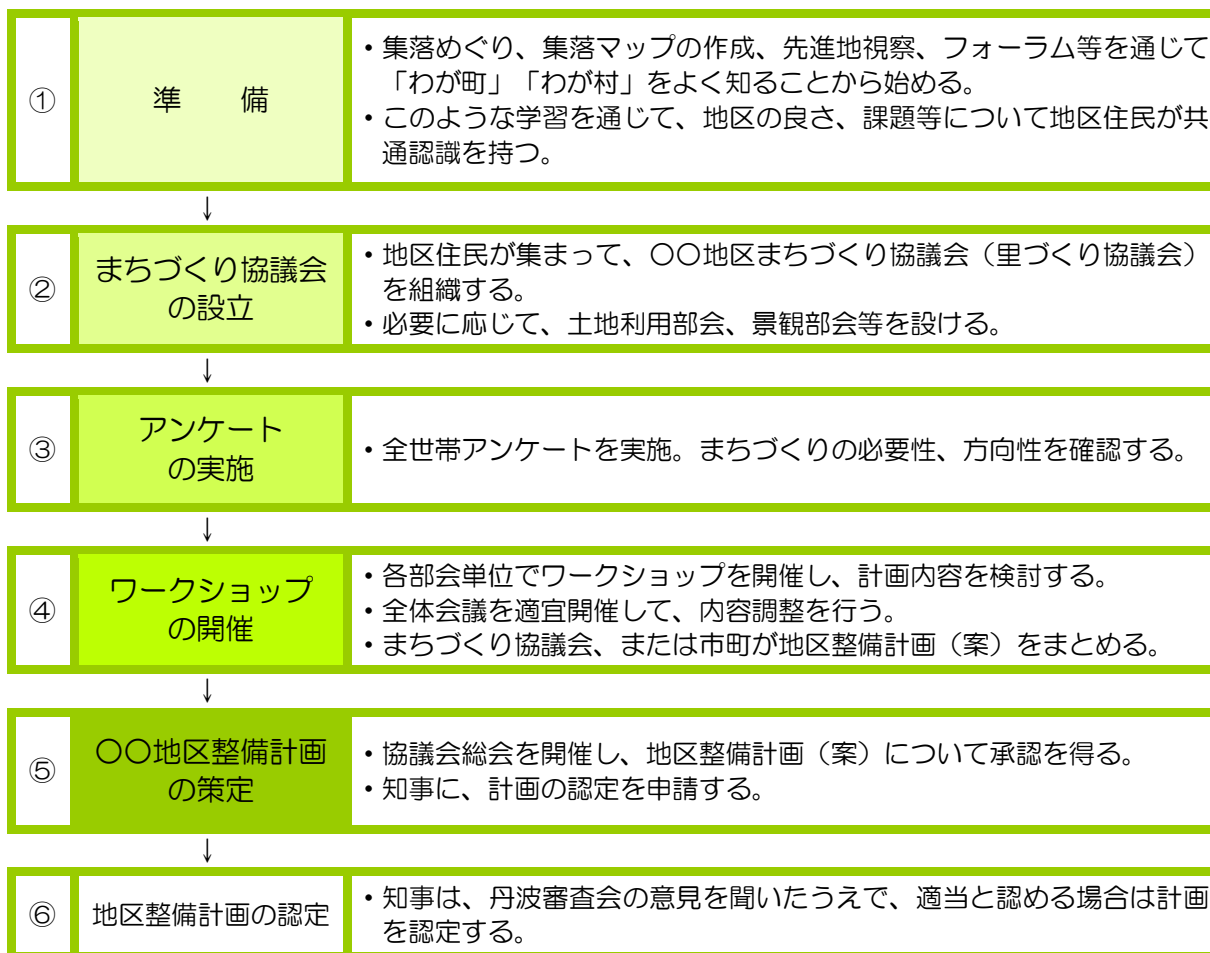 ①
準　　備
・集落めぐり、集落マップの作成、先進地視察、フォーラム等を通じて
「わが町」「わが村」をよく知ることから始める。
・このような学習を通じて、地区の良さ、課題等について地区住民が共
通認識を持つ。
↓
②
まちづくり協議会
の設立
・地区住民が集まって、〇〇地区まちづくり協議会（里づくり協議会）
を組織する。
・必要に応じて、土地利用部会、景観部会等を設ける。
↓
③
アンケート
の実施
・全世帯アンケートを実施。まちづくりの必要性、方向性を確認する。
↓
④
ワークショップ
の開催
・各部会単位でワークショップを開催し、計画内容を検討する。
・全体会議を適宜開催して、内容調整を行う。
・まちづくり協議会、または市町が地区整備計画（案）をまとめる。
↓
⑤
〇〇地区整備計画
の策定
・協議会総会を開催し、地区整備計画（案）について承認を得る。
・知事に、計画の認定を申請する。
↓
⑥
地区整備計画の認定
・知事は、丹波審査会の意見を聞いたうえで、適当と認める場合は計画
を認定する。